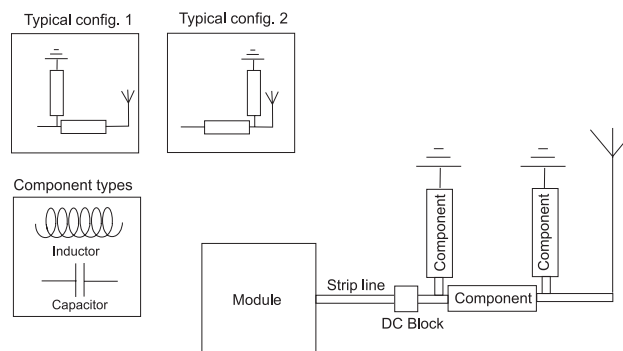 Typical config. 1
Typical config. 2
Component types
Inductor
Capacitor
Module
Strip line
DC Block
Component
Component
Component